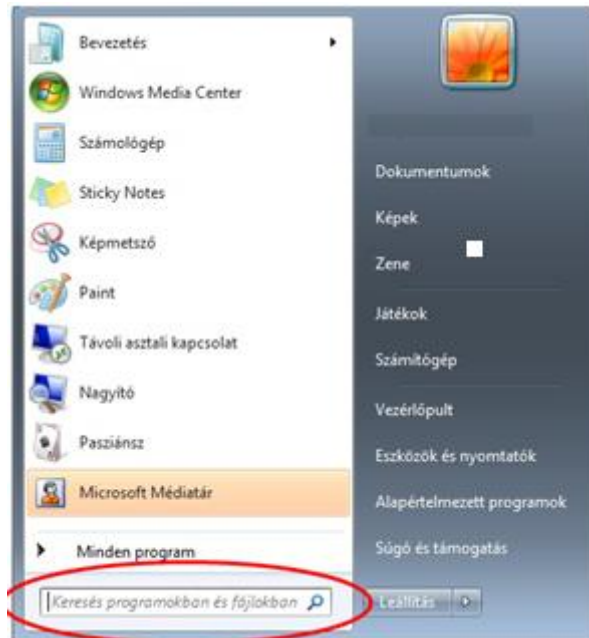 Bevezetés
Windows Media Center
Számológép
Sticky Notes
Képmetsző
Paint
Távoli asztali kapcsolat
Nagyító
Pasziánsz
Microsoft Médiatár
Minden program
Keresés programokban és fájlokban
Dokumentumok
Képek
Zene
Játékok
Számítógép
Vezérlőpult
Eszközök és nyomtatók
Alapértelmezett programok
Súgó és támogatás
Leállítás